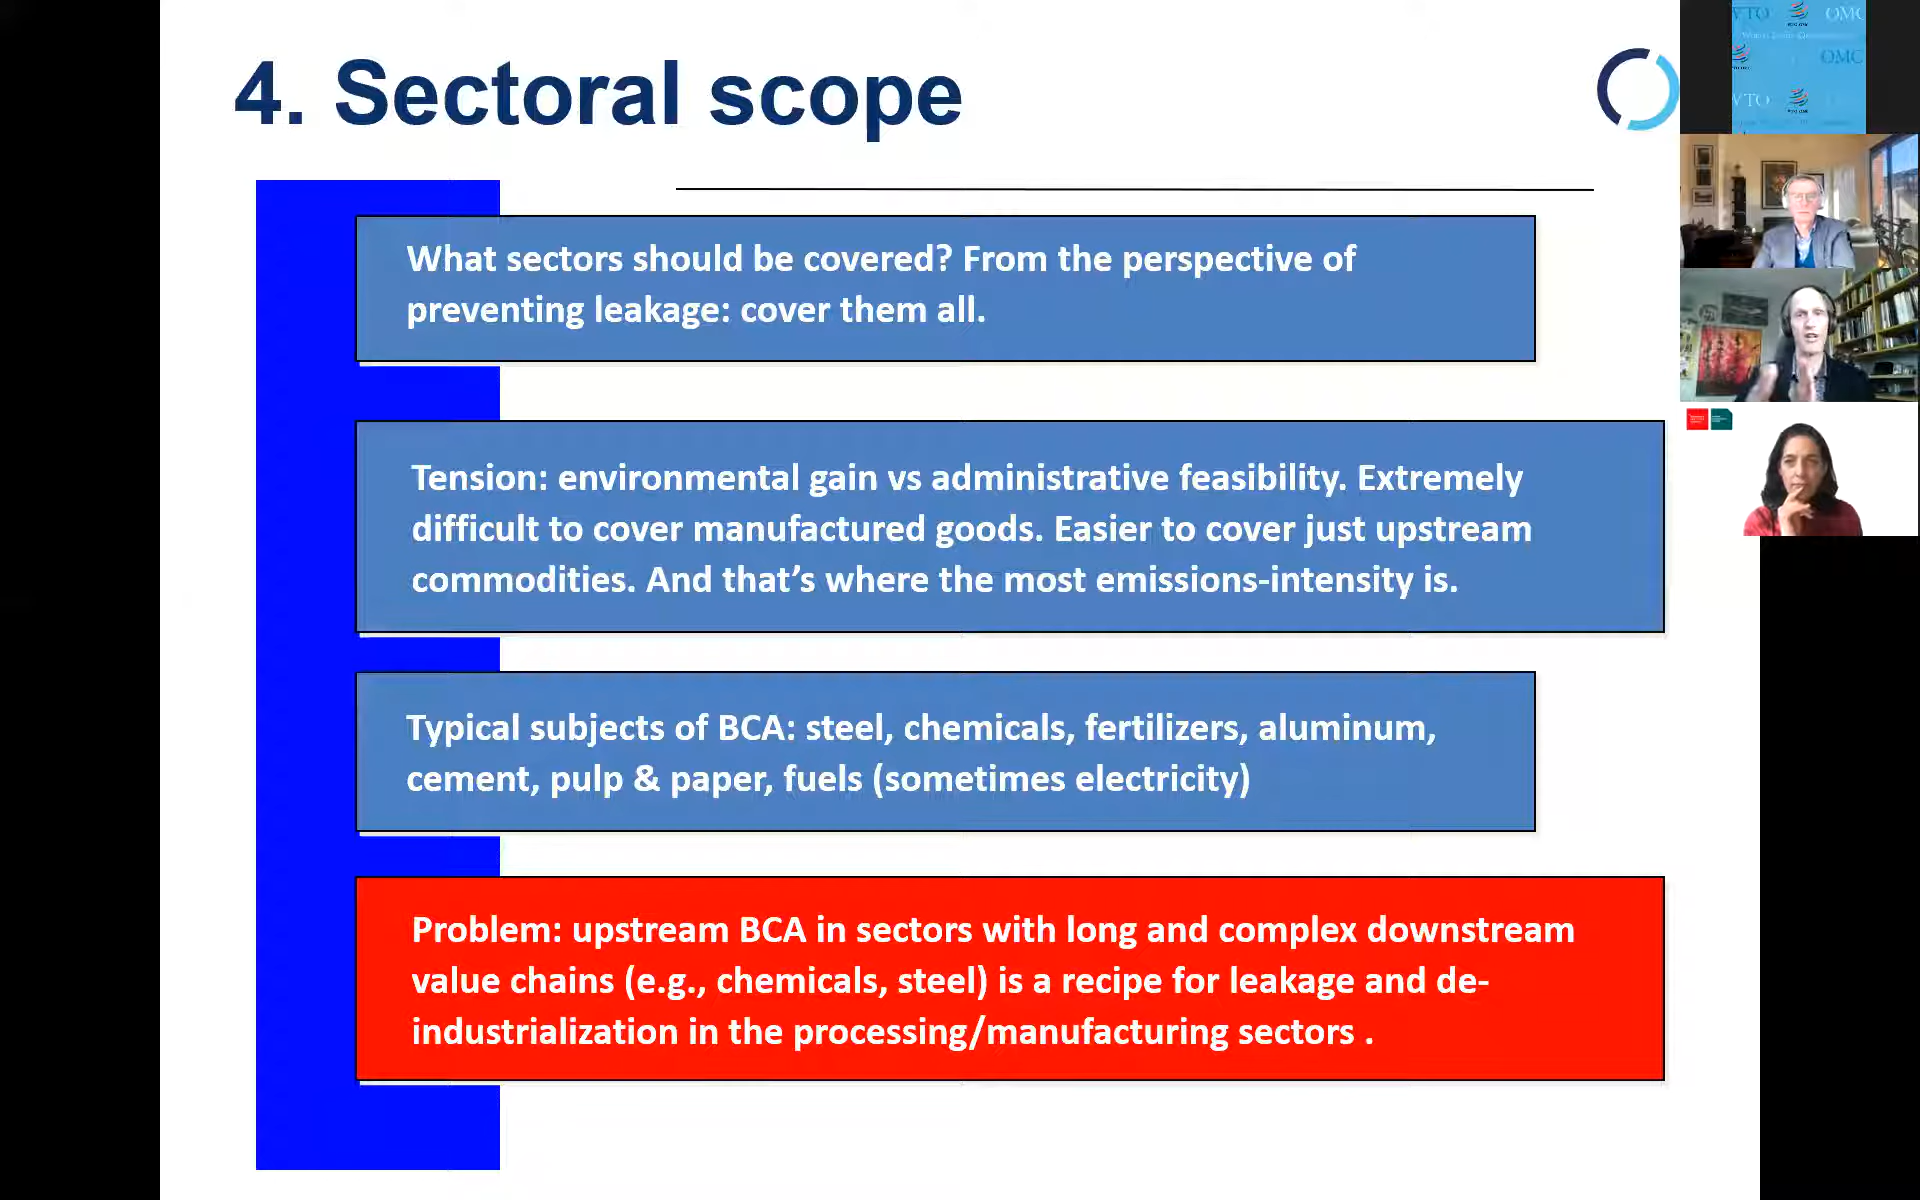 4. Sectoral scope
What sectors should be covered? From the perspective of
preventing leakage: cover them all.
Tension: environmental gain vs administrative feasibility. Extremely
difficult to cover manufactured goods. Easier to cover just upstream
commodities. And that’s where the most emissions-intensity is.
Typical subjects of BCA: steel, chemicals, fertilizers, aluminum,
cement, pulp & paper, fuels (sometimes electricity)
Problem: upstream BCA in sectors with long and complex downstream
value chains (e.g., chemicals, steel) is a recipe for leakage and de-
industrialization in the processing/manufacturing sectors .
OMC
OMC